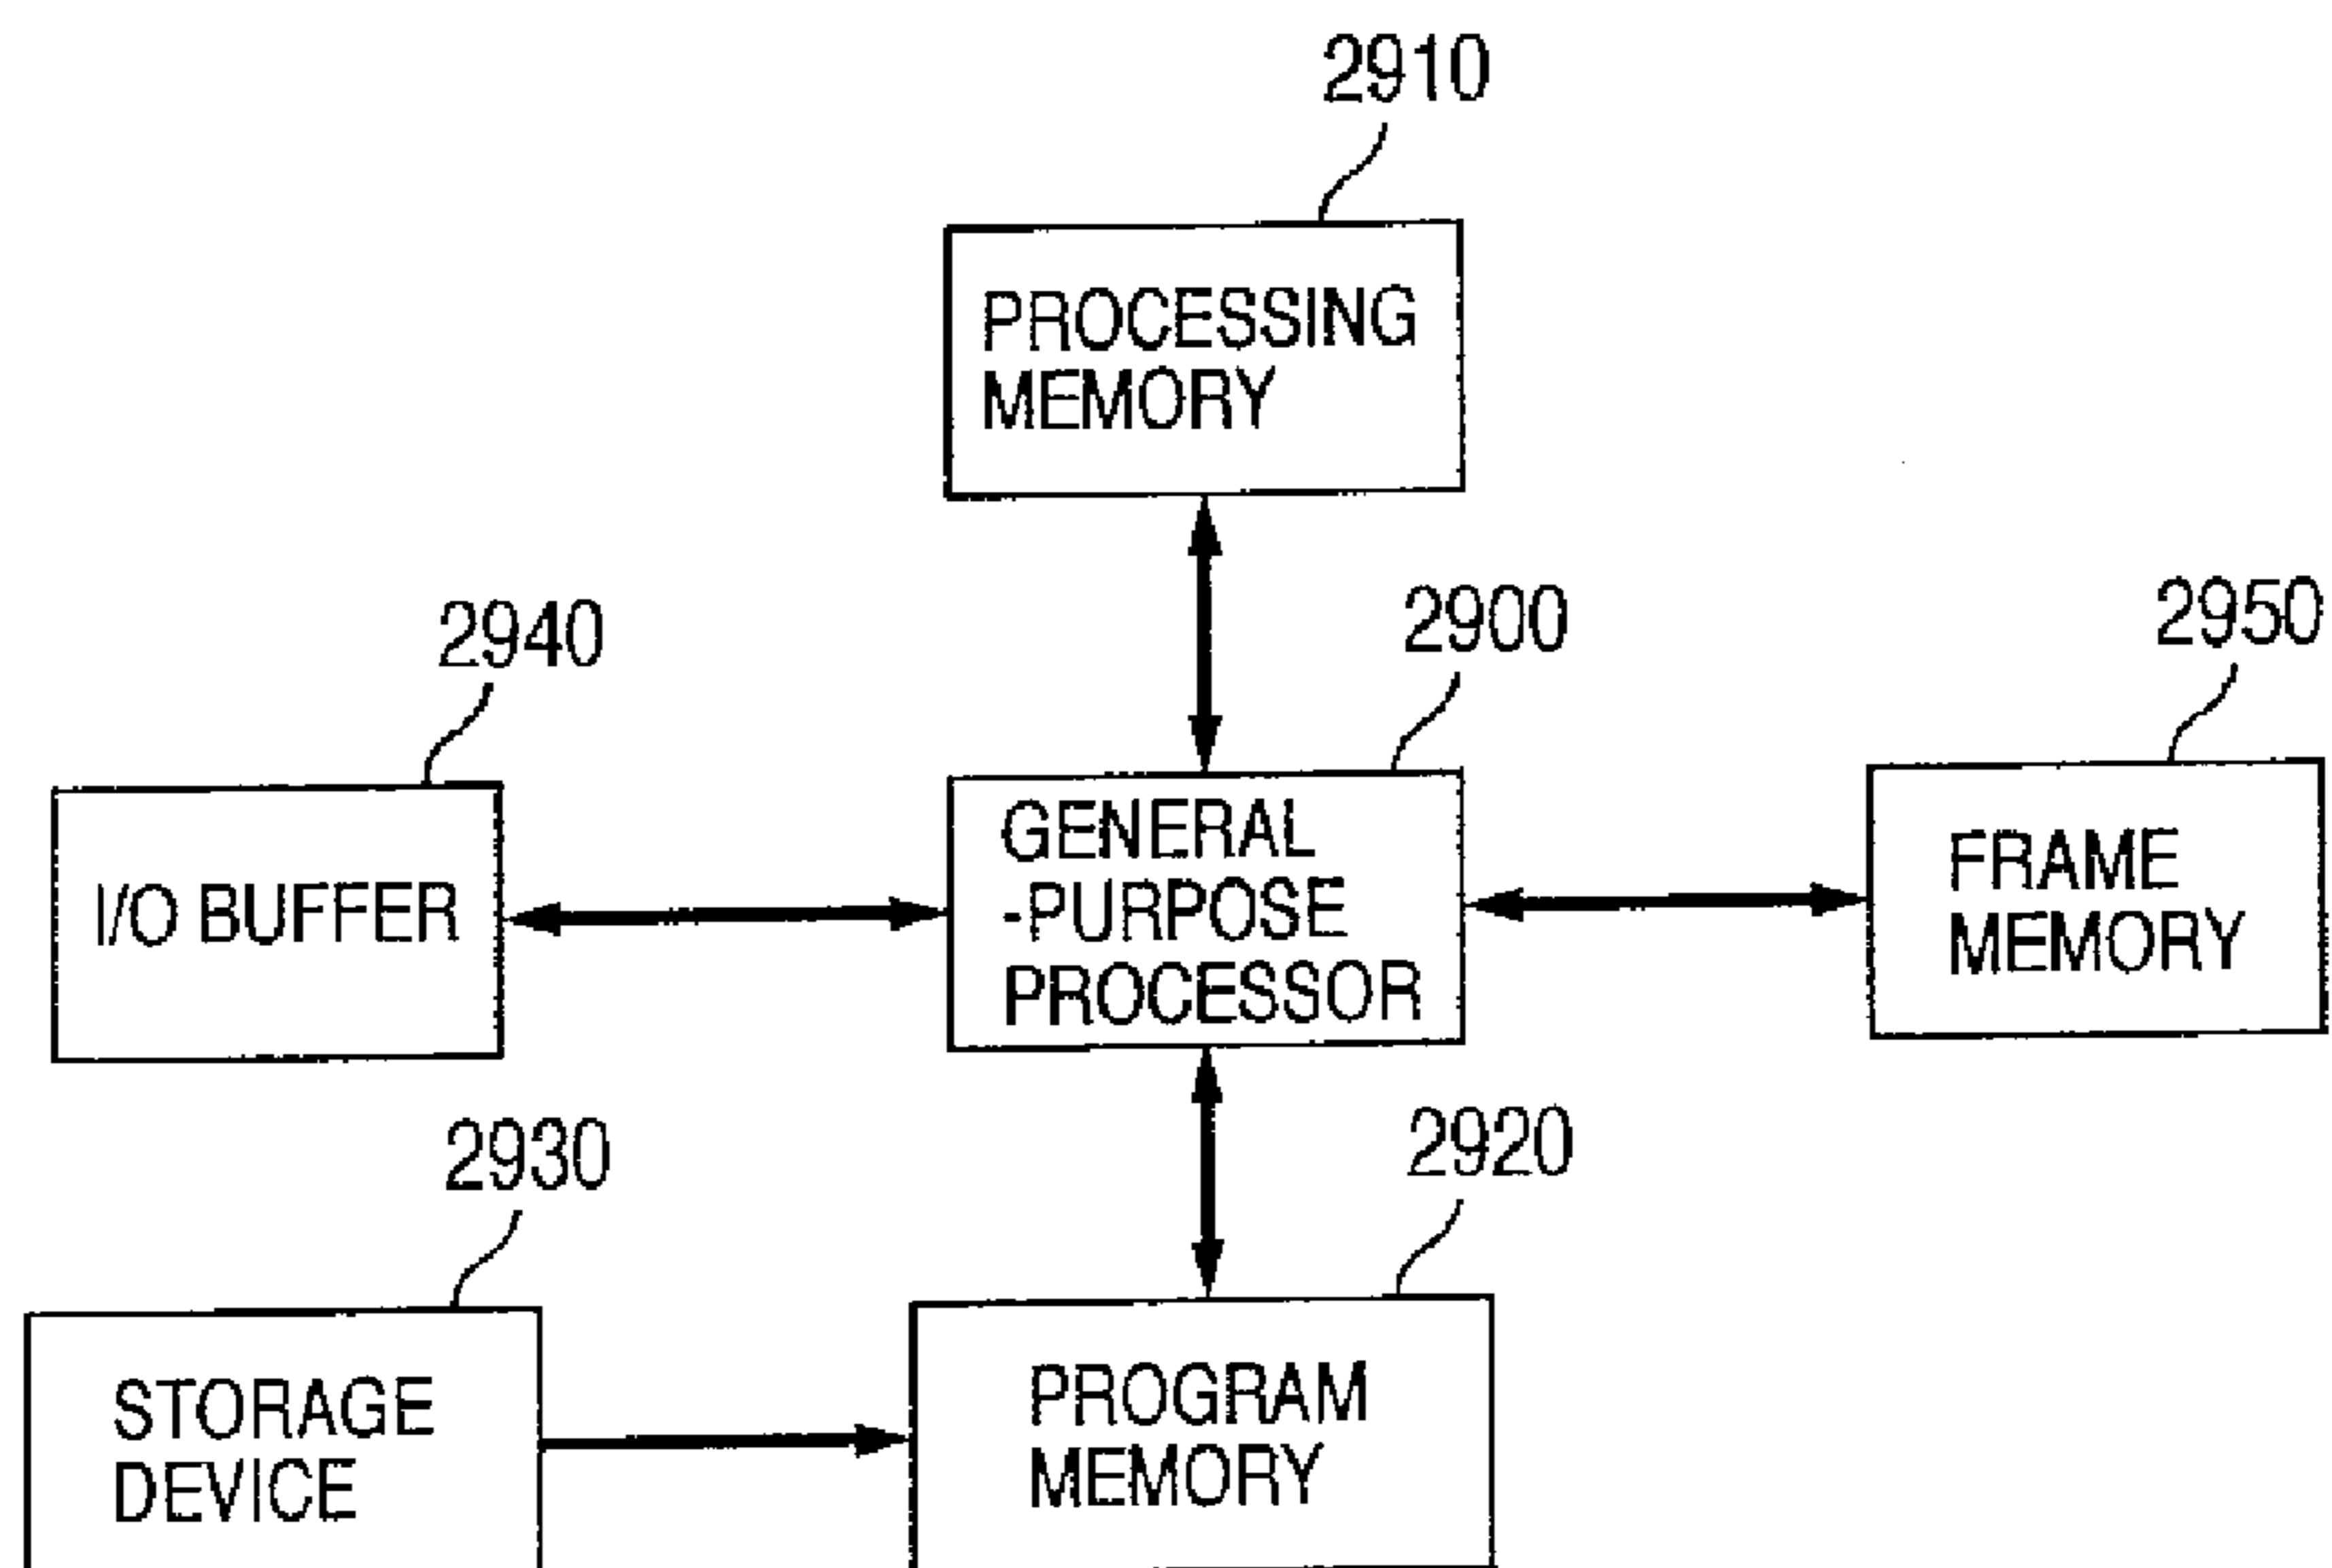 2910
PROCESSING
MEMORY
2940
2900
2950
I/O BUFFER
GENERAL
-PURPOSE
PROCESSOR
FRAME
MEMORY
2930
2920
STORAGE
DEVICE
PROGRAM
MEMORY